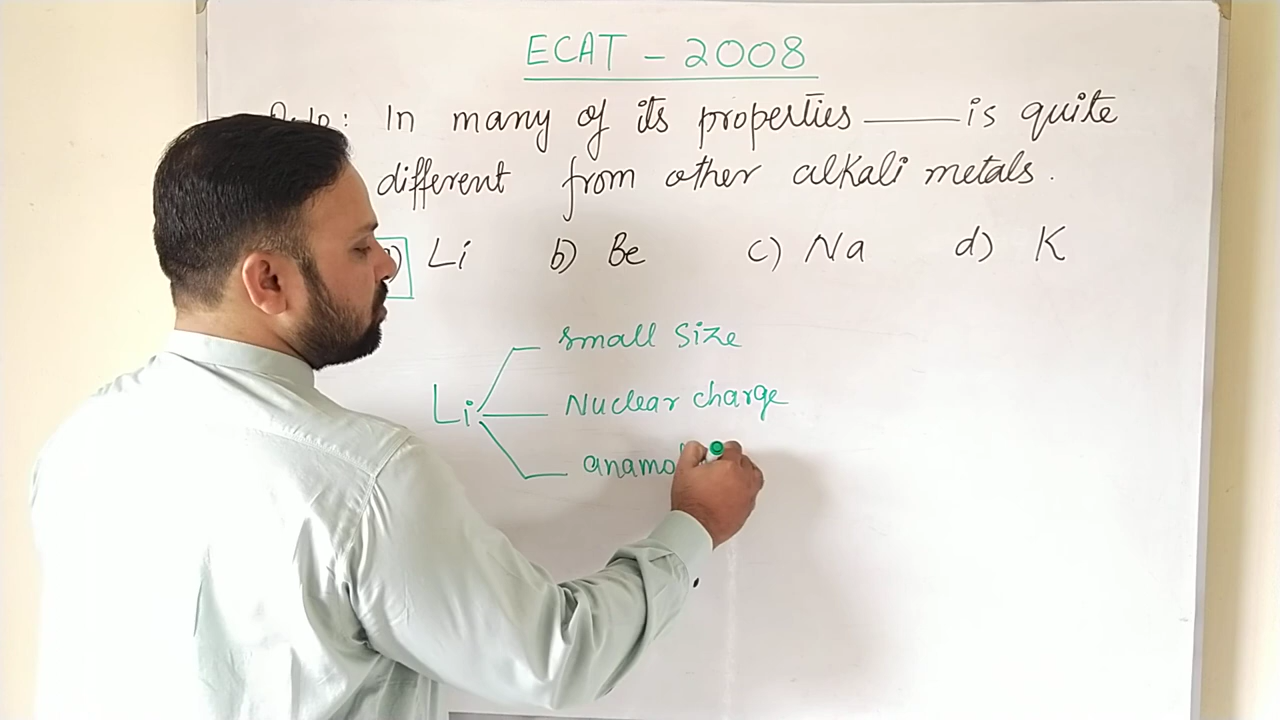 ECAT - 2008
In many of its properties ____ is quite
different from other alkali metals.
Li b) Be c) Na d) K
small size
Li
Nuclear charge